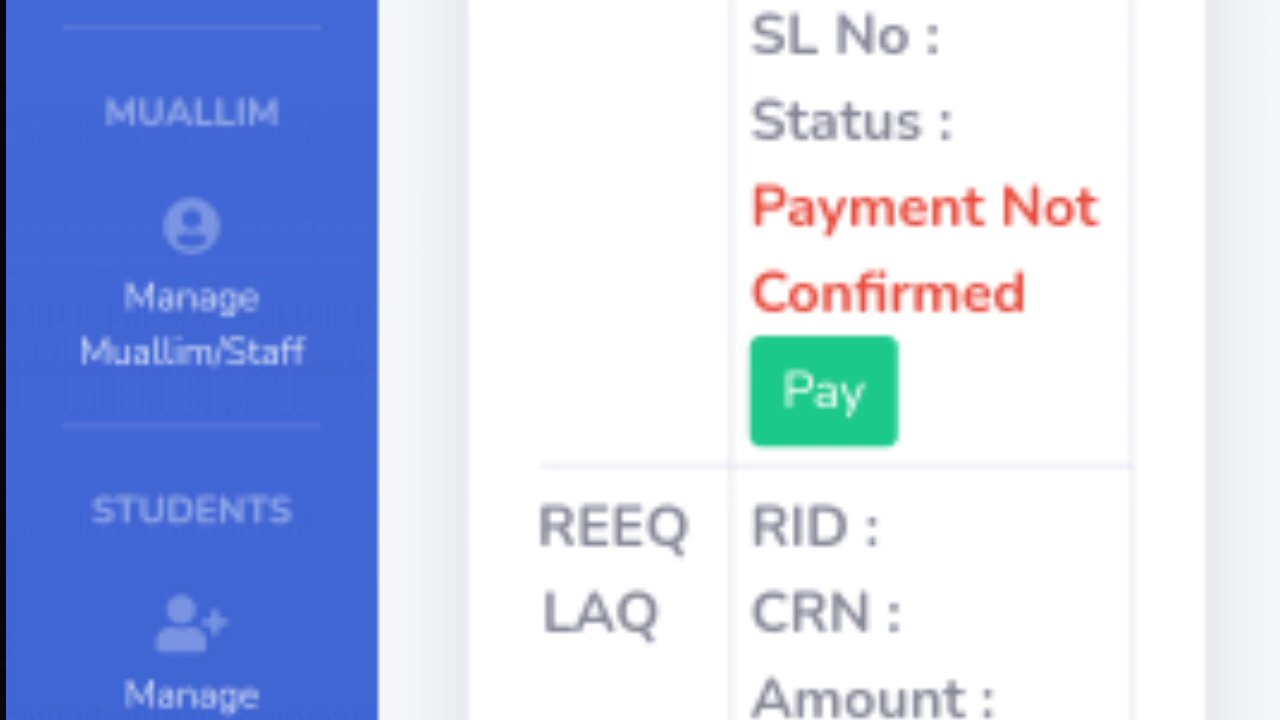 MUALLIM
Manage
Muallim/Staff
STUDENTS
Manage
SL No :
Status :
Payment Not
Confirmed
Pay
REEQ
LAQ
RID :
CRN :
Amount :